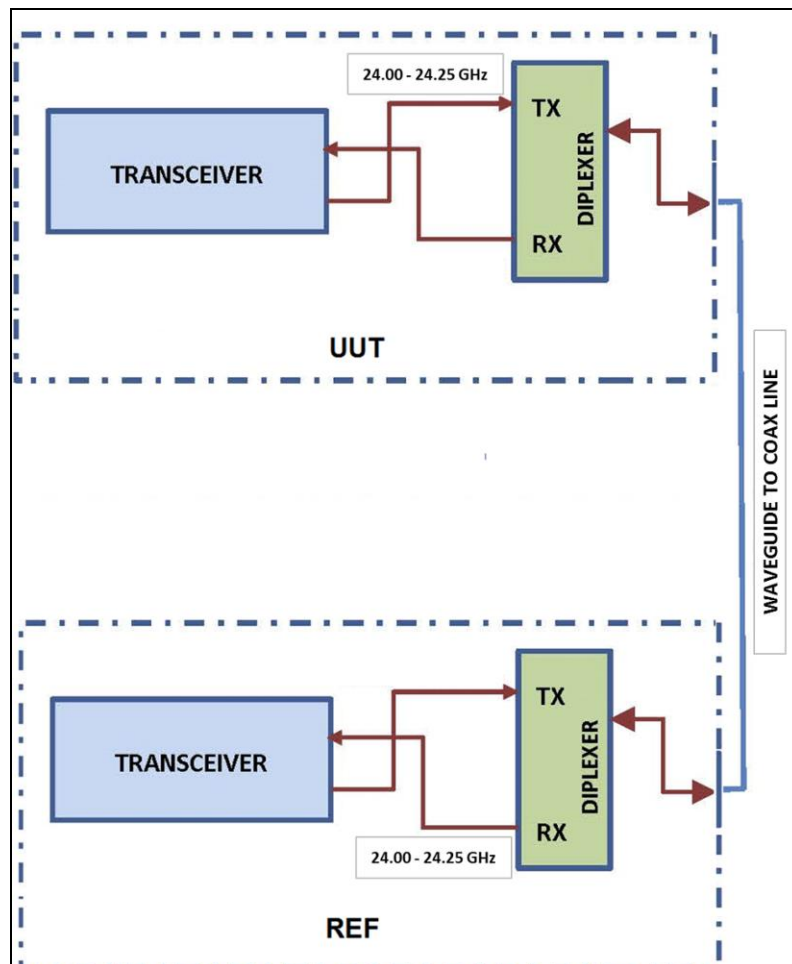 24.00 - 24.25 GHz
TX
TRANSCEIVER
DIPLEXER
RX
UUT
WAVEGUIDE TO COAX LINE
TX
TRANSCEIVER
DIPLEXER
RX
24.00 - 24.25 GHz
REF